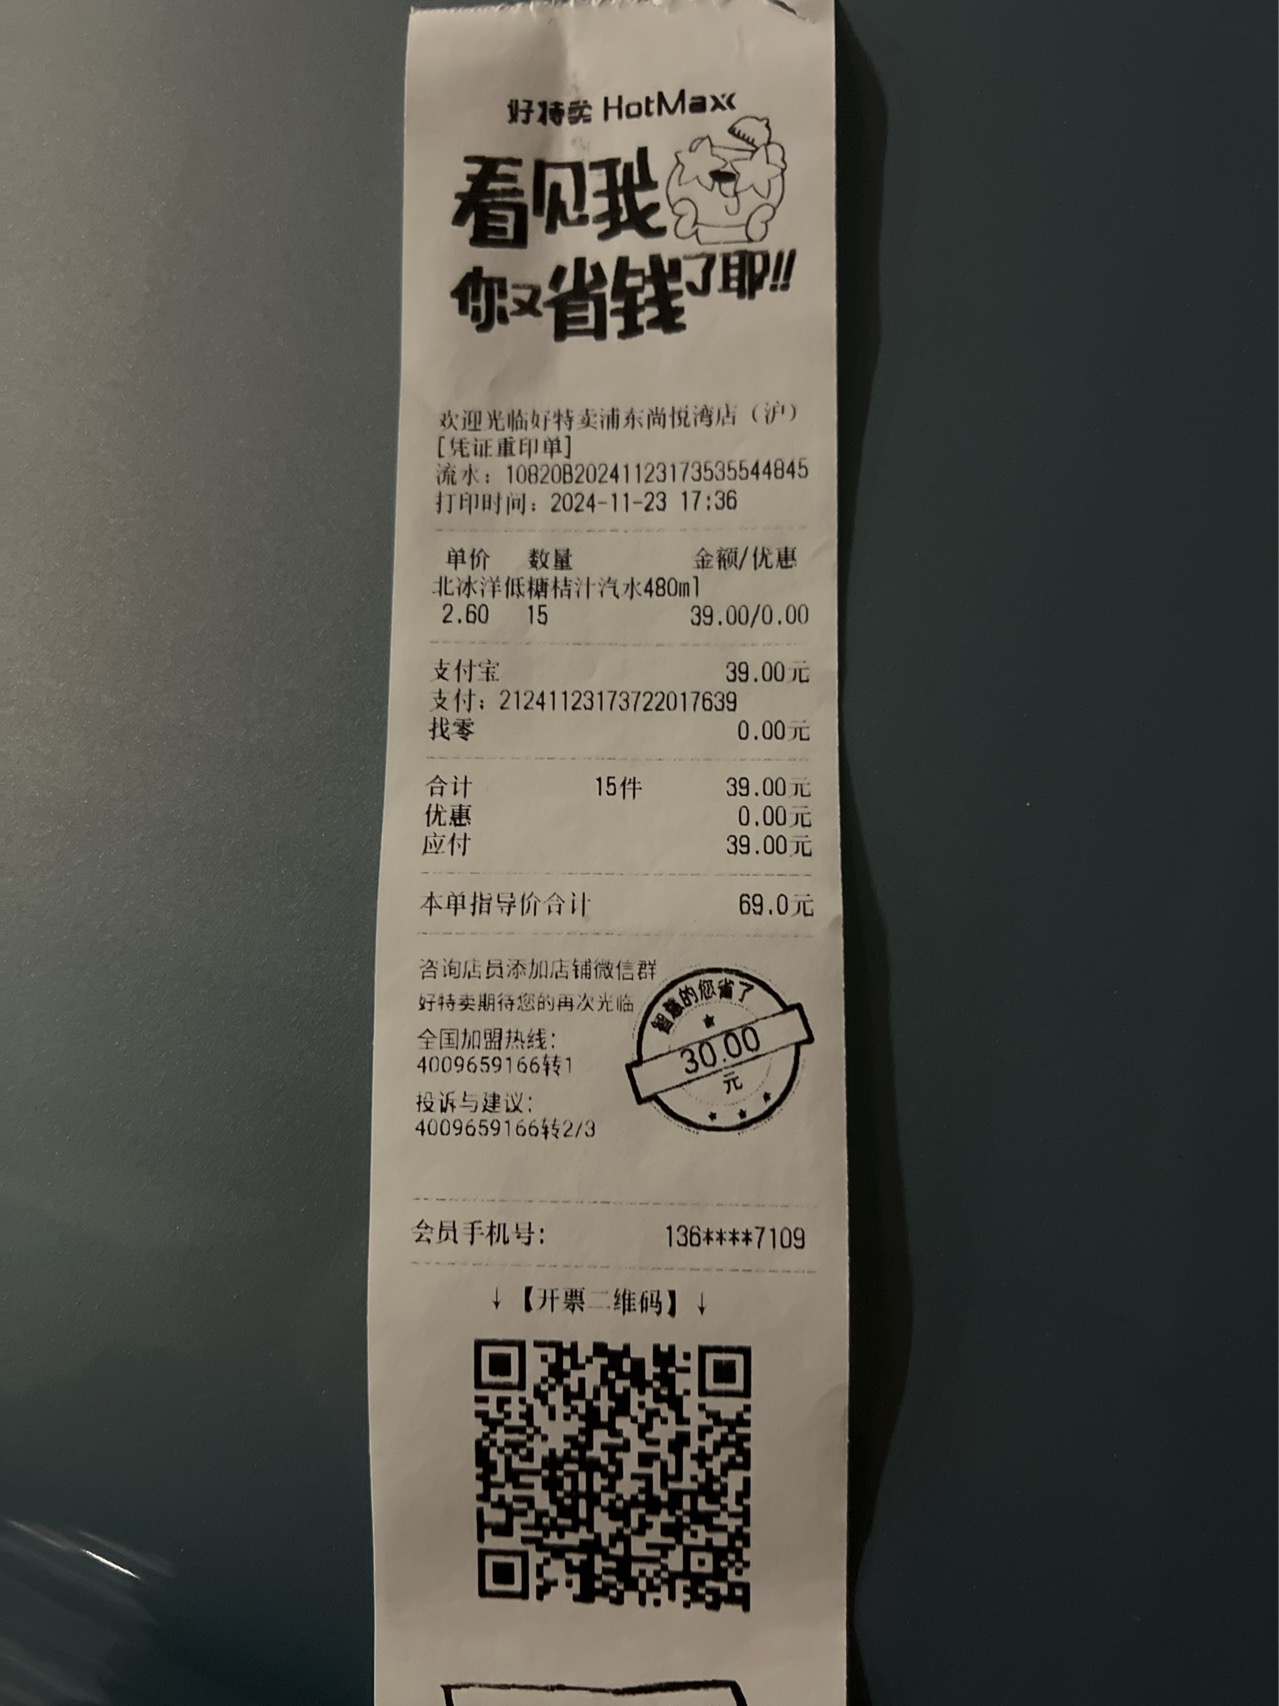 好特卖 HotMaxx
看见我
你又省钱了耶!!
欢迎光临好特卖浦东尚悦湾店（沪）
[凭证重印单]
流水：10820B20241123173535544845
打印时间：2024-11-23 17:36
单价 数量 金额/优惠
北冰洋低糖桔汁汽水480ml
2.60 15 39.00/0.00
支付宝 39.00元
支付：21241123173722017639
找零 0.00元
合计 15件 39.00元
优惠 0.00元
应付 39.00元
本单指导价合计 69.0元
咨询店员添加店铺微信群
好特卖期待您的再次光临
全国加盟热线：
4009659166转1
投诉与建议：
4009659166转2/3
智慧的您省了
30.00
元
会员手机号： 136****7109
↓【开票二维码】↓